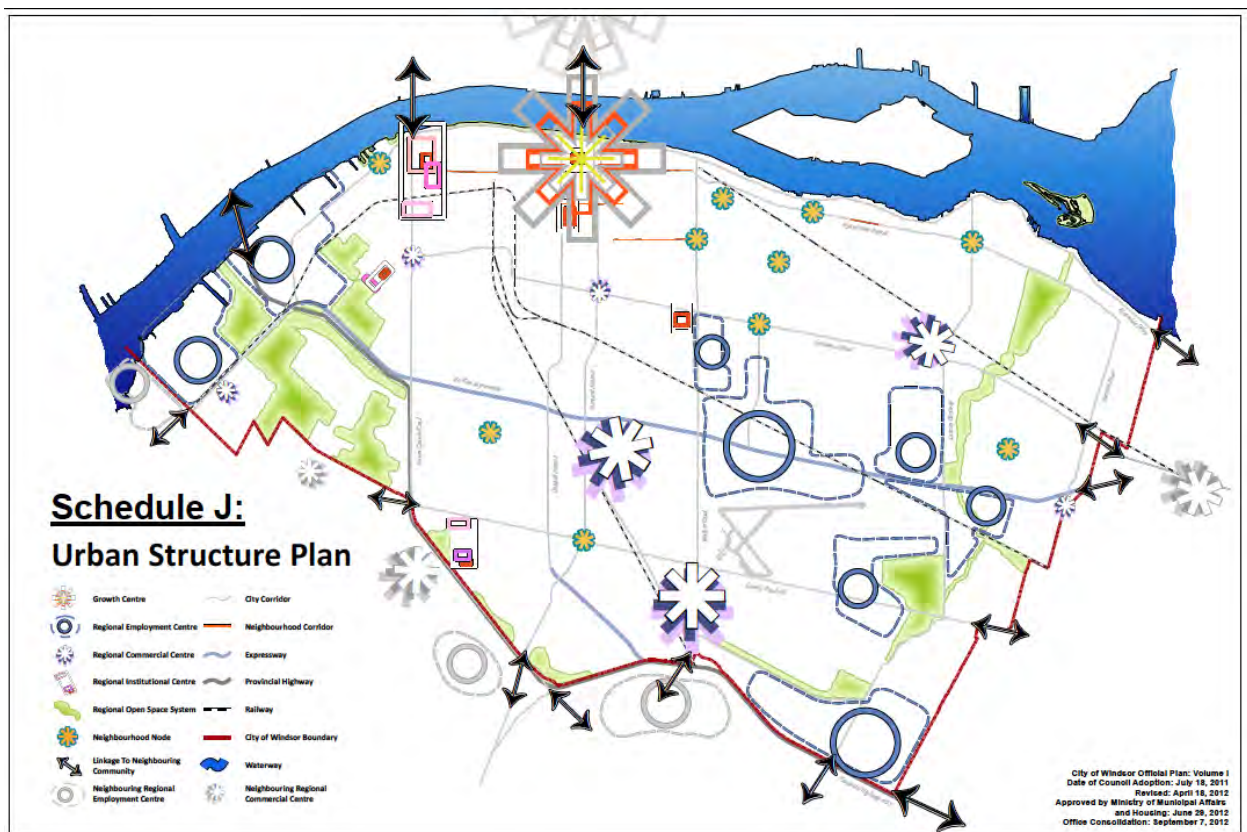 Schedule J:
Urban Structure Plan
Growth Centre
City Corridor
Regional Employment Centre
Neighbourhood Corridor
Regional Commercial Centre
Expressway
Regional Institutional Centre
Provincial Highway
Regional Open Space System
Railway
Neighbourhood Node
City of Windsor Boundary
Linkage To Neighbouring
Community
Waterway
Neighbouring Regional
Employment Centre
Neighbouring Regional
Commercial Centre
City of Windsor Official Plan: Volume I
Date of Council Adoption: July 18, 2011
Revised: April 18, 2012
Approved by Ministry of Municipal Affairs
and Housing: June 29, 2012
Office Consolidation: September 7, 2012